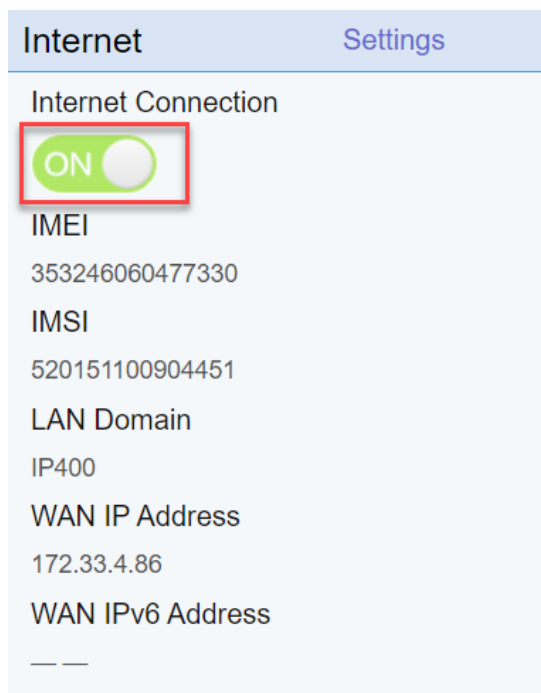 Internet Settings
Internet Connection
ON
IMEI
353246060477330
IMSI
520151100904451
LAN Domain
IP400
WAN IP Address
172.33.4.86
WAN IPv6 Address
— —